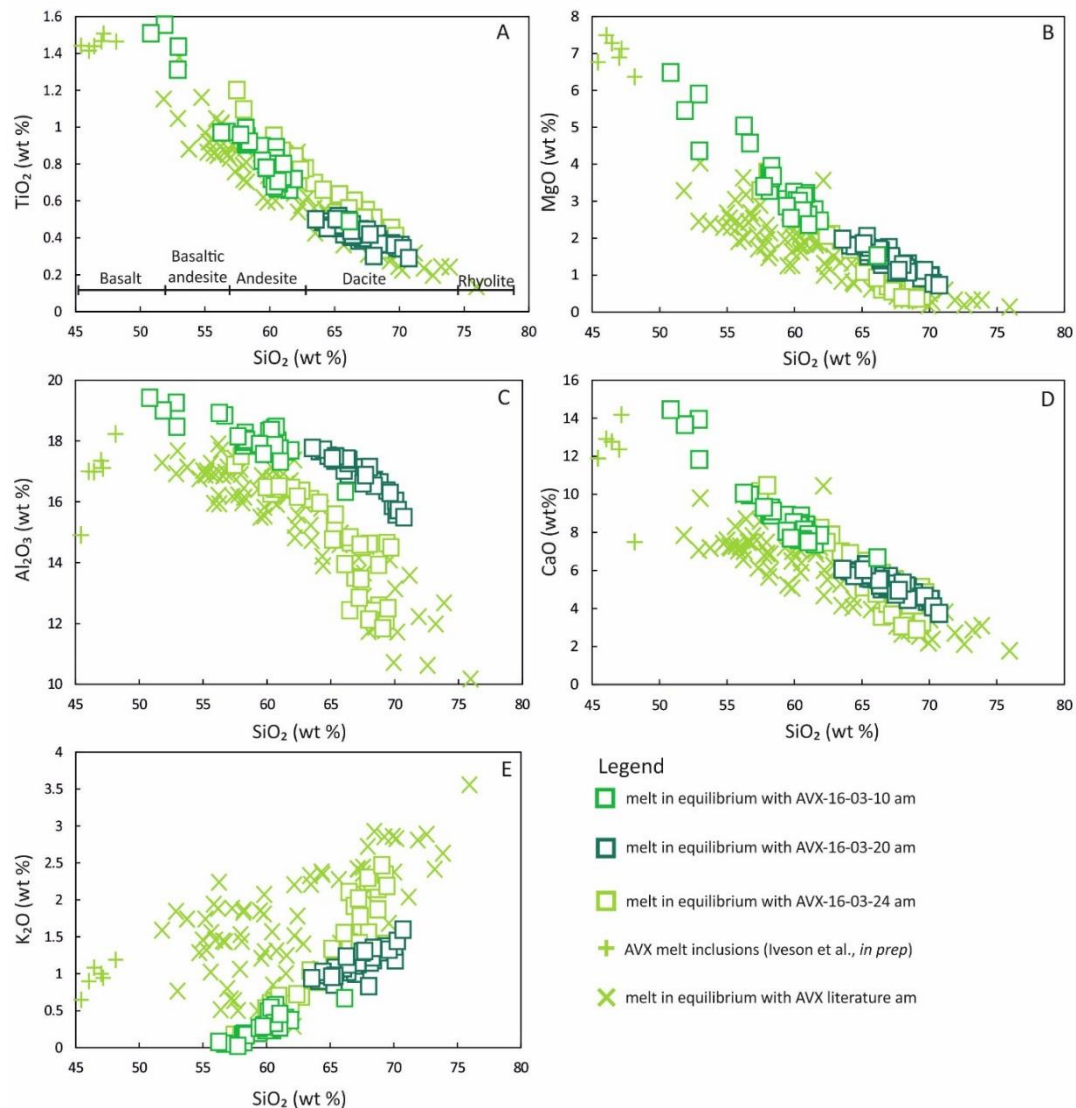 A
TiO₂ (wt %)
1.6
1.4
1.2
1
0.8
0.6
0.4
0.2
0
Basalt
Basaltic
andesite
Andesite
Dacite
Rhyolite
45 50 55 60 65 70 75 80
SiO₂ (wt %)
B
MgO (wt %)
8
7
6
5
4
3
2
1
0
45 50 55 60 65 70 75 80
SiO₂ (wt %)
C
Al₂O₃ (wt %)
20
18
16
14
12
10
45 50 55 60 65 70 75 80
SiO₂ (wt %)
D
CaO (wt%)
16
14
12
10
8
6
4
2
0
45 50 55 60 65 70 75 80
SiO₂ (wt %)
E
K₂O (wt %)
4
3.5
3
2.5
2
1.5
1
0.5
0
45 50 55 60 65 70 75 80
SiO₂ (wt %)
Legend
melt in equilibrium with AVX-16-03-10 am
melt in equilibrium with AVX-16-03-20 am
melt in equilibrium with AVX-16-03-24 am
AVX melt inclusions (Iveson et al., in prep)
melt in equilibrium with AVX literature am